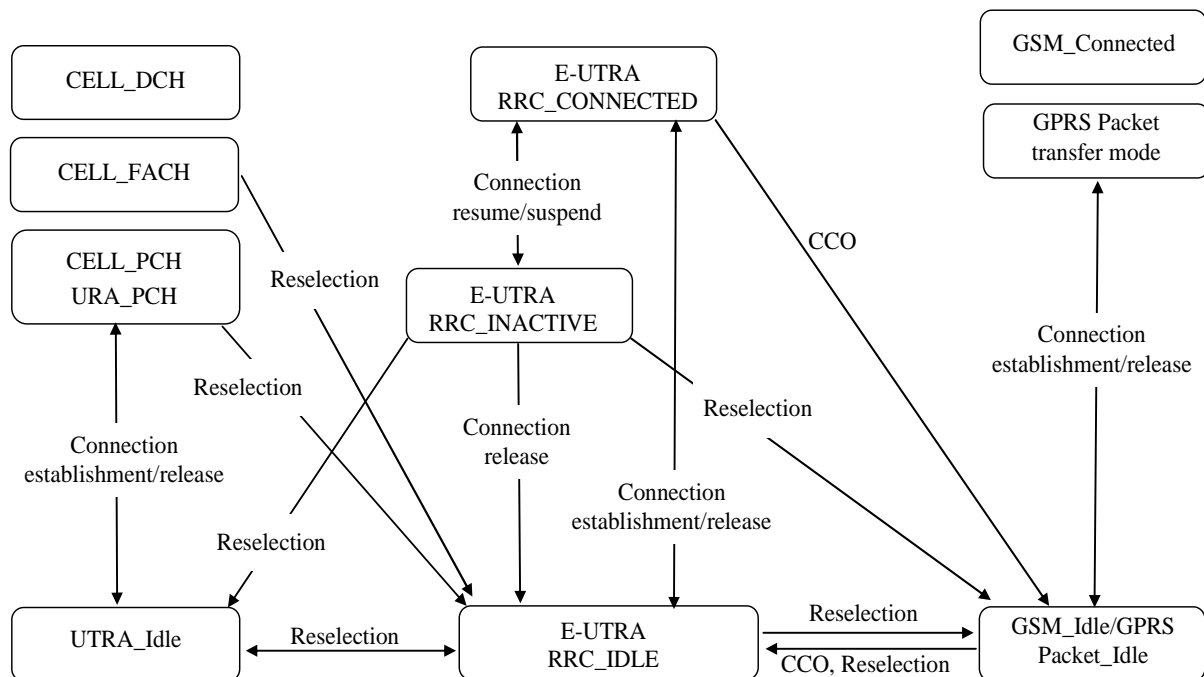 GSM_Connected
CELL_DCH
E-UTRA
RRC_CONNECTED
GPRS Packet
transfer mode
CELL_FACH
Connection
resume/suspend
CCO
CELL_PCH
URA_PCH
Reselection
E-UTRA
RRC_INACTIVE
Connection
establishment/release
Reselection
Reselection
Connection
establishment/release
Connection
release
Connection
establishment/release
Reselection
UTRA_Idle
Reselection
E-UTRA
RRC_IDLE
Reselection
CCO, Reselection
GSM_Idle/GPRS
Packet_Idle